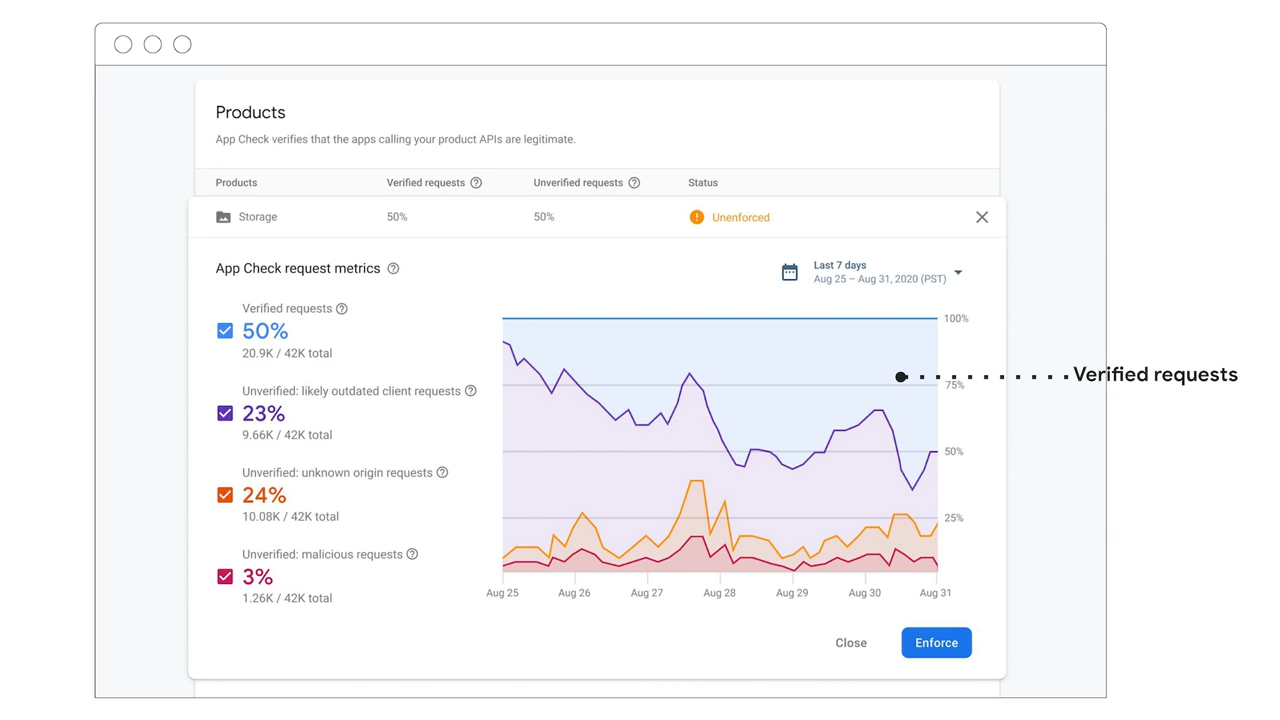 Products
App Check verifies that the apps calling your product APIs are legitimate.
Products Verified requests Unverified requests Status
Storage 50% 50% Unenforced
App Check request metrics
Last 7 days
Aug 25 – Aug 31, 2020 (PST)
Verified requests
50%
20.9K / 42K total
Unverified: likely outdated client requests
23%
9.66K / 42K total
Unverified: unknown origin requests
24%
10.08K / 42K total
Unverified: malicious requests
3%
1.26K / 42K total
100%
75%
50%
25%
Aug 25 Aug 26 Aug 27 Aug 28 Aug 29 Aug 30 Aug 31
Verified requests
Close Enforce